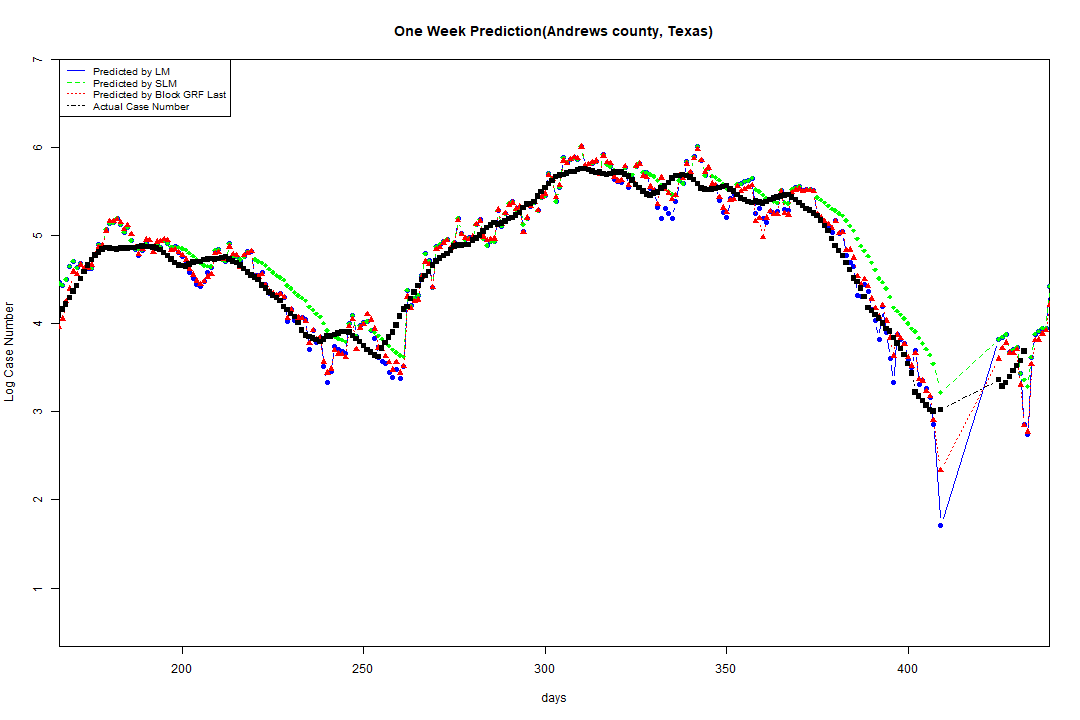 One Week Prediction(Andrews county, Texas)
Predicted by LM
Predicted by SLM
Predicted by Block GRF Last
Actual Case Number
7
6
5
4
3
2
1
Log Case Number
200 250 300 350 400
days